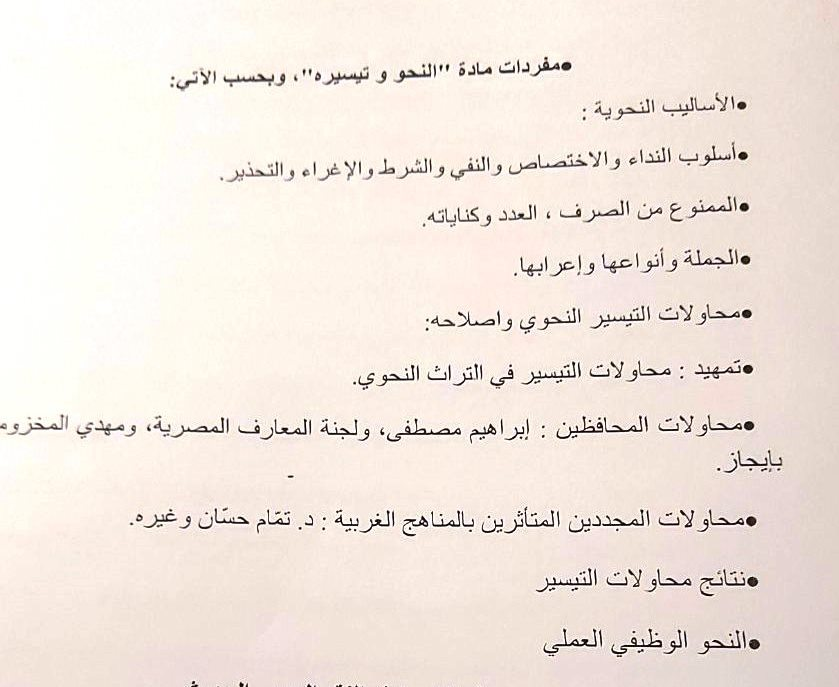 •مفردات مادة "النحو و تيسيره"، وبحسب الآتي:
•الأساليب النحوية :
•أسلوب النداء والاختصاص والنفي والشرط والإغراء والتحذير.
•الممنوع من الصرف ، العدد وكناياته.
•الجملة وأنواعها وإعرابها.
•محاولات التيسير النحوي واصلاحه:
•تمهيد : محاولات التيسير في التراث النحوي.
•محاولات المحافظين : إبراهيم مصطفى، ولجنة المعارف المصرية، ومهدي المخزوم
بإيجاز.
•محاولات المجددين المتأثرين بالمناهج الغربية : د. تمّام حسّان وغيره.
•نتائج محاولات التيسير
•النحو الوظيفي العملي